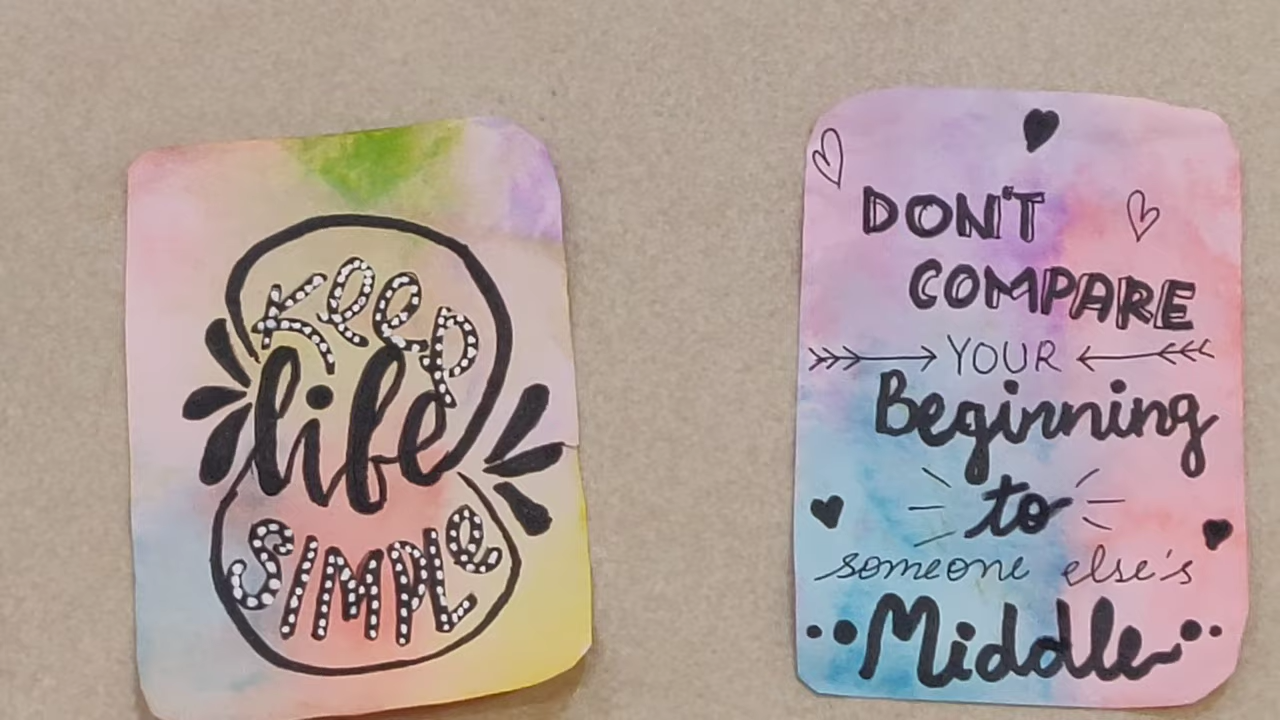 Keep
life
SIMPLe
DON'T
COMPARE
YOUR
Beginning
to
someone else's
Middle